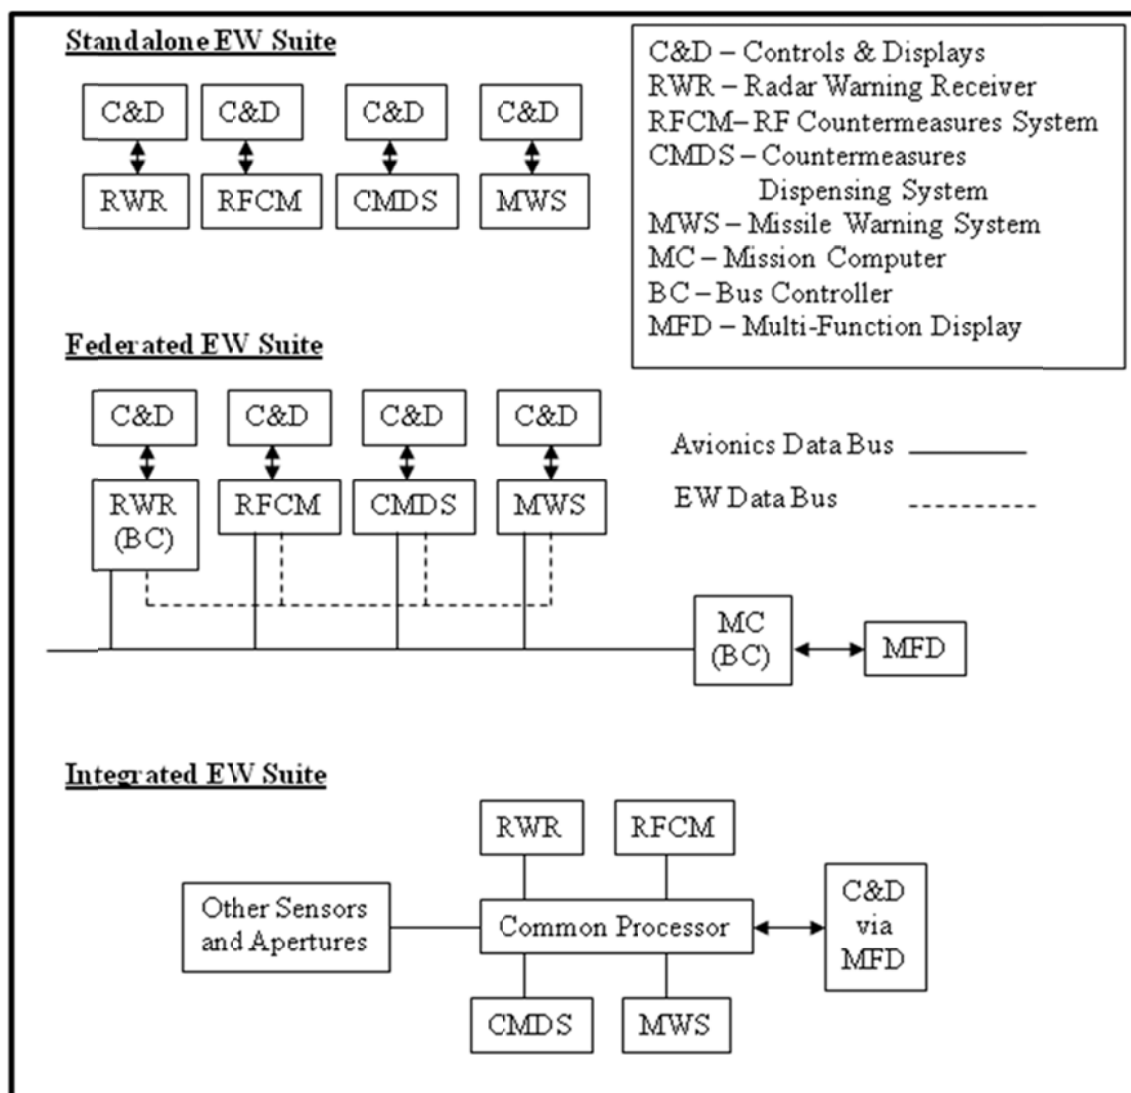 Standalone EW Suite
C&D C&D C&D C&D
RWR RFCM CMDS MWS
C&D – Controls & Displays
RWR – Radar Warning Receiver
RFCM– RF Countermeasures System
CMDS – Countermeasures
Dispensing System
MWS – Missile Warning System
MC – Mission Computer
BC – Bus Controller
MFD – Multi-Function Display
Federated EW Suite
C&D C&D C&D C&D
RWR RFCM CMDS MWS
(BC)
Avionics Data Bus
EW Data Bus
MC
(BC)
MFD
Integrated EW Suite
RWR RFCM
Other Sensors
and Apertures
Common Processor
C&D
via
MFD
CMDS MWS